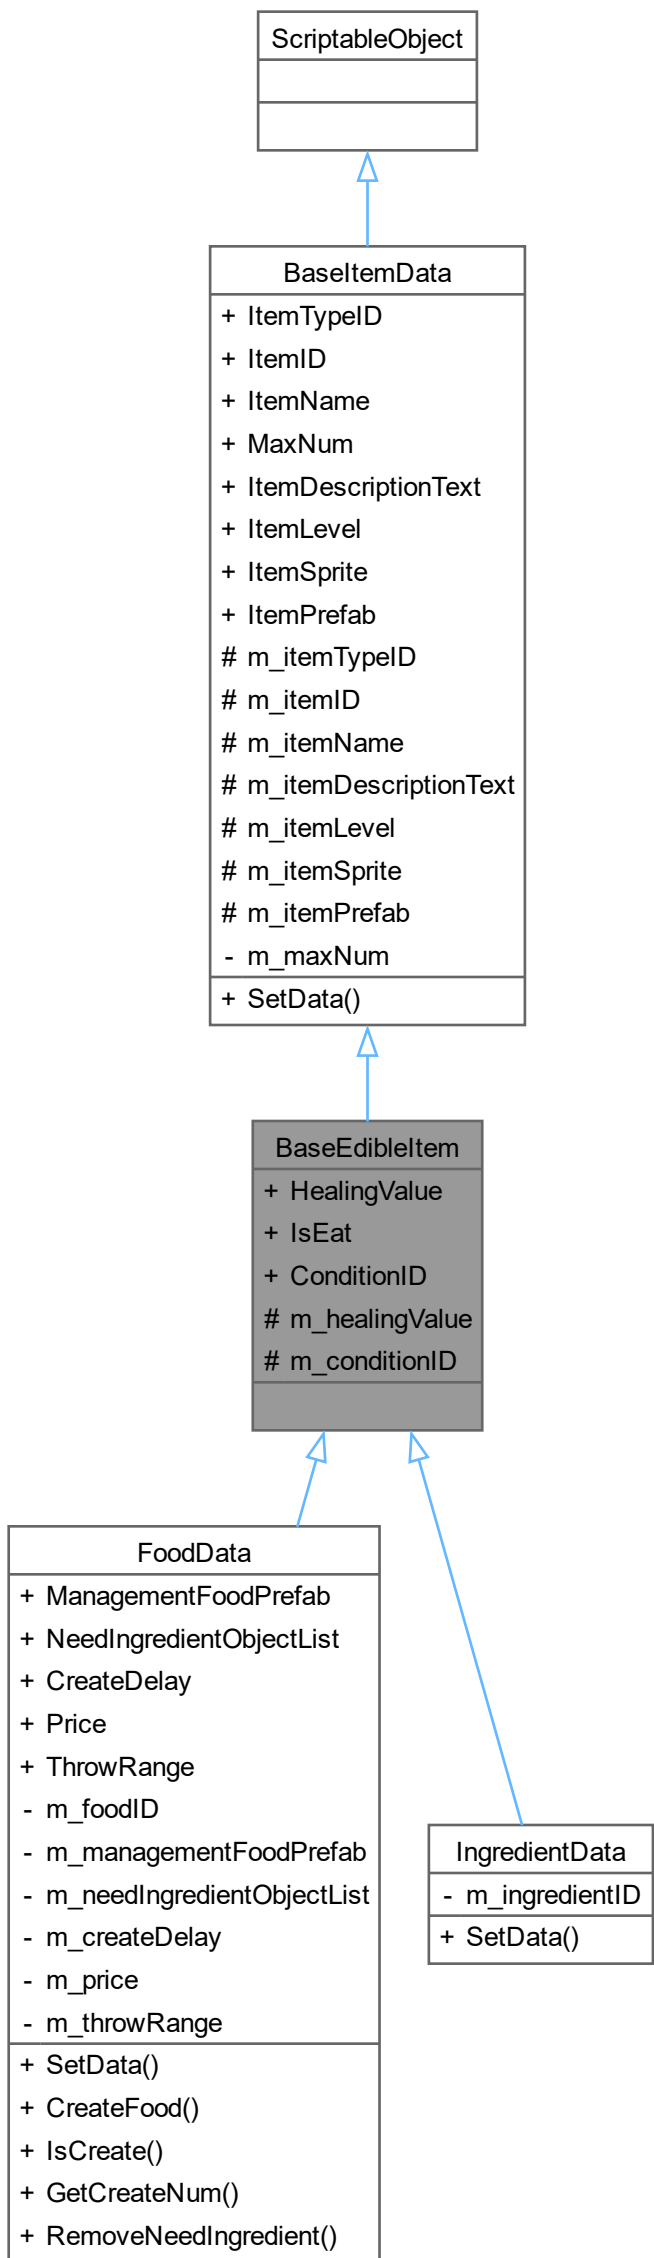 ScriptableObject
BaseItemData
+ ItemTypeID
+ ItemID
+ ItemName
+ MaxNum
+ ItemDescriptionText
+ ItemLevel
+ ItemSprite
+ ItemPrefab
# m_itemTypeID
# m_itemID
# m_itemName
# m_itemDescriptionText
# m_itemLevel
# m_itemSprite
# m_itemPrefab
- m_maxNum
+ SetData()
BaseEdibleItem
+ HealingValue
+ IsEat
+ ConditionID
# m_healingValue
# m_conditionID
FoodData
+ ManagementFoodPrefab
+ NeedIngredientObjectList
+ CreateDelay
+ Price
+ ThrowRange
- m_foodID
- m_managementFoodPrefab
- m_needIngredientObjectList
- m_createDelay
- m_price
- m_throwRange
+ SetData()
+ CreateFood()
+ IsCreate()
+ GetCreateNum()
+ RemoveNeedIngredient()
IngredientData
- m_ingredientID
+ SetData()